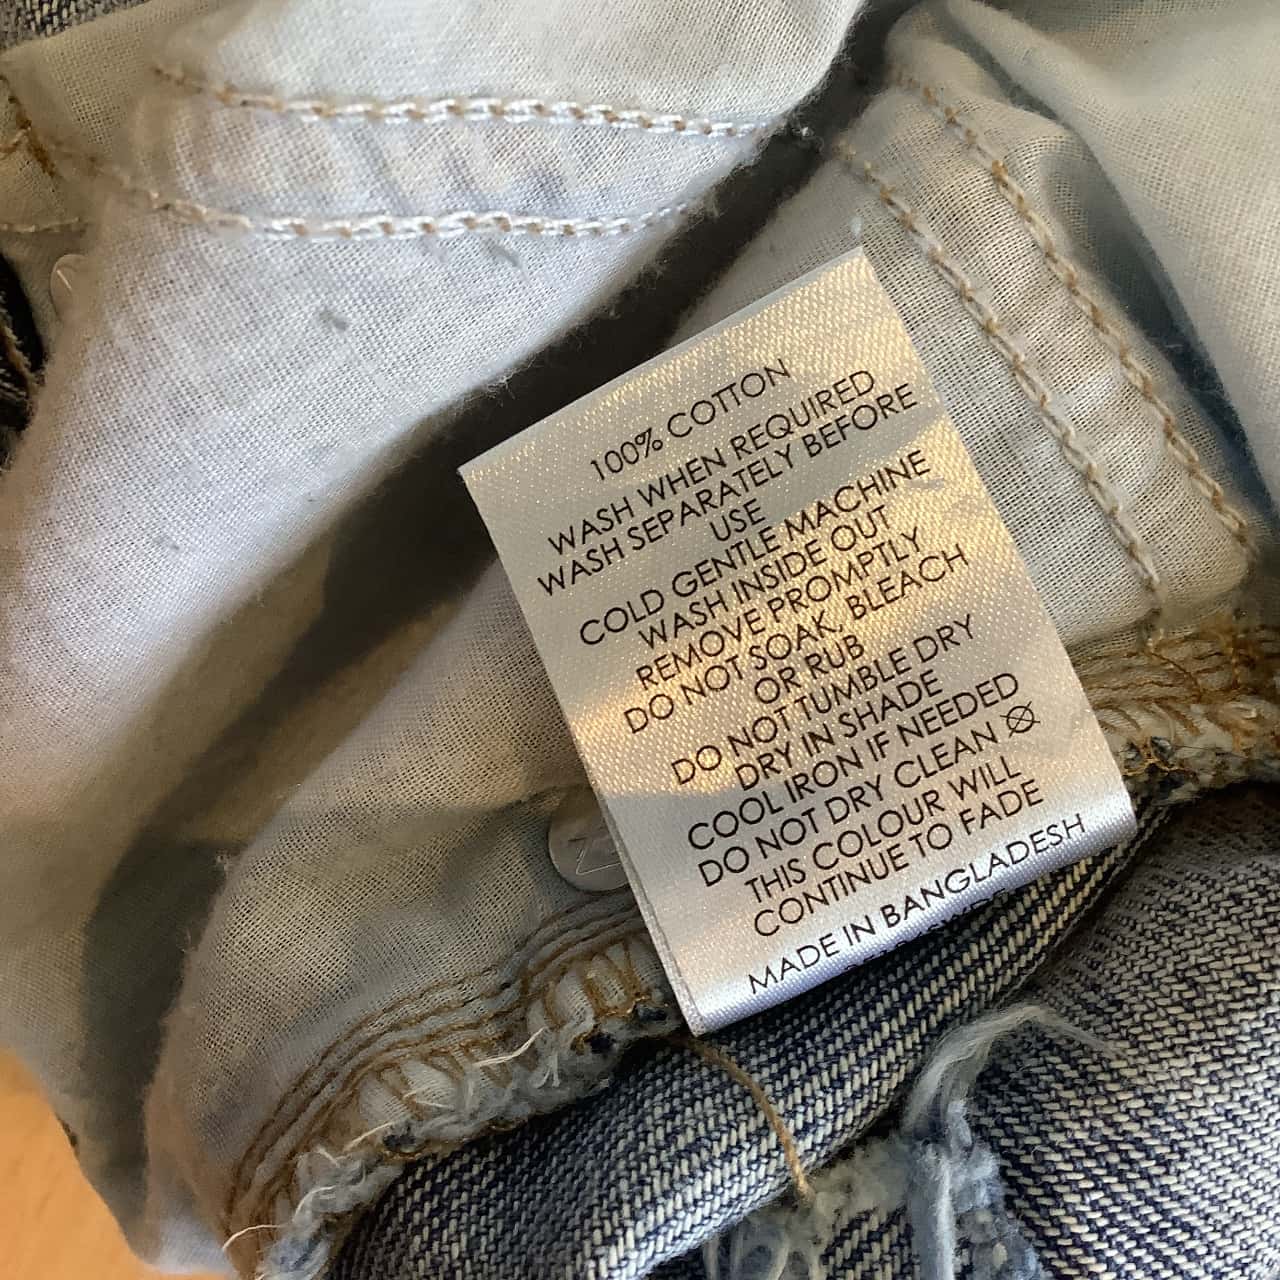 100% COTTON
WASH WHEN REQUIRED
WASH SEPARATELY BEFORE
USE
COLD GENTLE MACHINE
WASH INSIDE OUT
REMOVE PROMPTLY
DO NOT SOAK, BLEACH
OR RUB
DO NOT TUMBLE DRY
DRY IN SHADE
COOL IRON IF NEEDED
DO NOT DRY CLEAN
THIS COLOUR WILL
CONTINUE TO FADE
MADE IN BANGLADESH